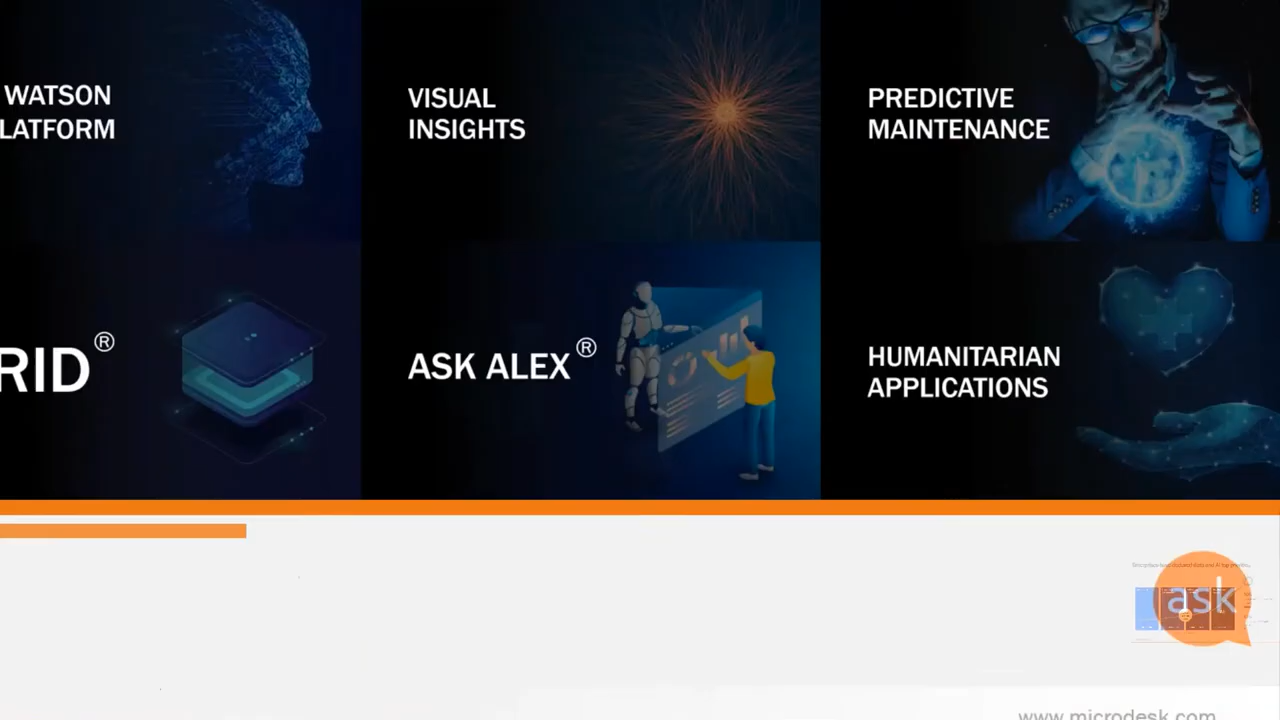 WATSON
LATFORM
VISUAL
INSIGHTS
PREDICTIVE
MAINTENANCE
RID®
ASK ALEX®
HUMANITARIAN
APPLICATIONS
ask
www.microdesk.com